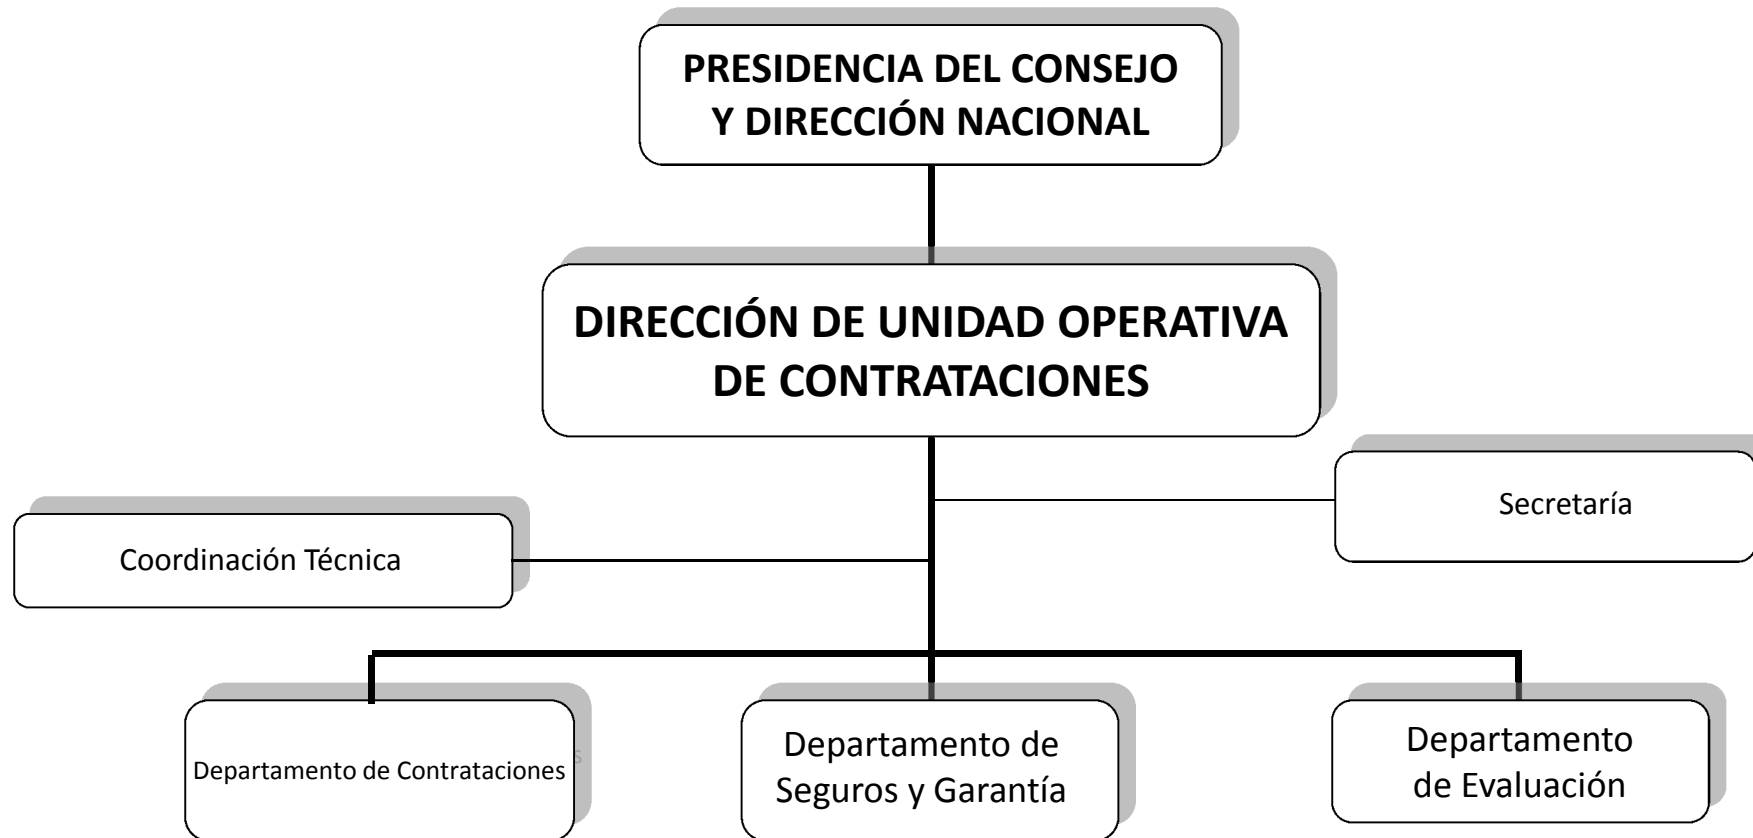 PRESIDENCIA DEL CONSEJO
Y DIRECCIÓN NACIONAL
DIRECCIÓN DE UNIDAD OPERATIVA
DE CONTRATACIONES
Secretaría
Coordinación Técnica
Departamento de Contrataciones
Departamento de
Seguros y Garantía
Departamento
de Evaluación